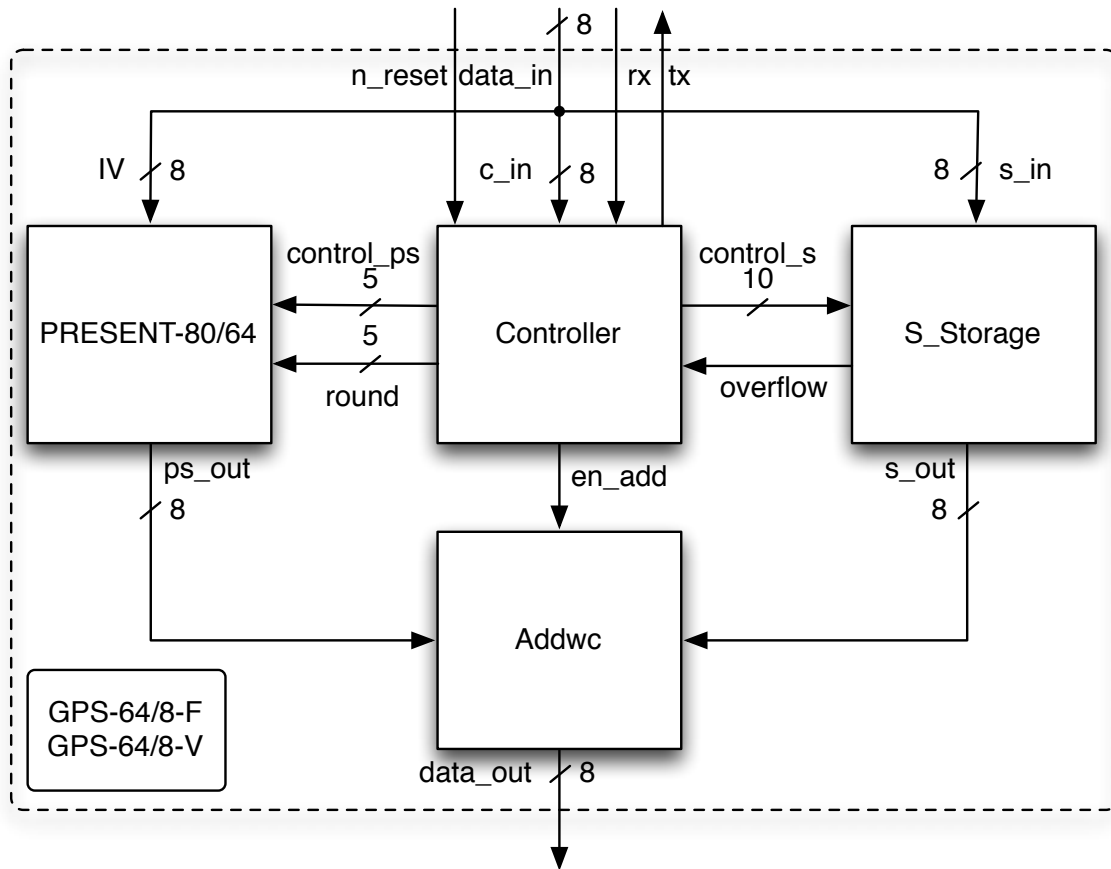 8
n_reset data_in rx tx
IV 8 c_in 8 8 s_in
control_ps control_s
5 10
PRESENT-80/64 Controller S_Storage
5
round overflow
ps_out en_add s_out
8 8
Addwc
GPS-64/8-F
GPS-64/8-V
data_out 8